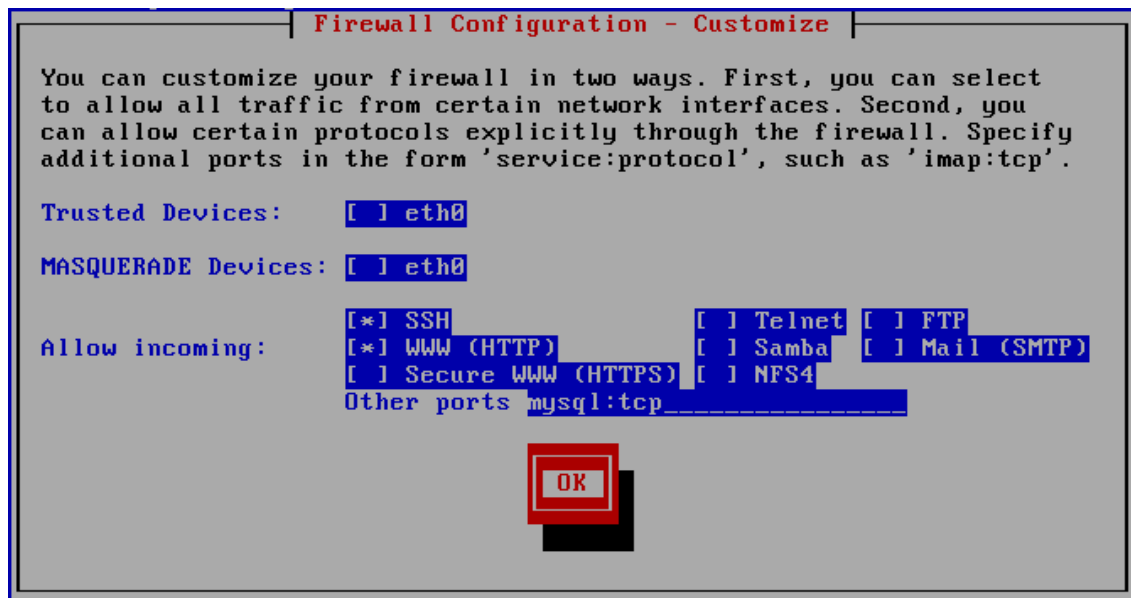 Firewall Configuration - Customize
You can customize your firewall in two ways. First, you can select
to allow all traffic from certain network interfaces. Second, you
can allow certain protocols explicitly through the firewall. Specify
additional ports in the form 'service:protocol', such as 'imap:tcp'.
Trusted Devices: [ ] eth0
MASQUERADE Devices: [ ] eth0
[*] SSH [ ] Telnet [ ] FTP
Allow incoming: [*] WWW (HTTP) [ ] Samba [ ] Mail (SMTP)
[ ] Secure WWW (HTTPS) [ ] NFS4
Other ports mysql:tcp________________
OK